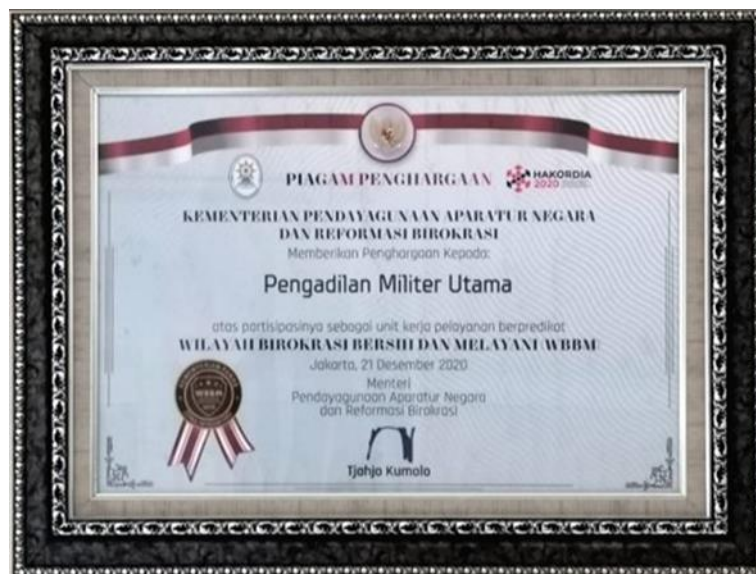 PIAGAM PENGHARGAAN
HAKORDIA
2020
KEMENTERIAN PENDAYAGUNAAN APARATUR NEGARA
DAN REFORMASI BIROKRASI
Memberikan Penghargaan Kepada:
Pengadilan Militer Utama
atas partisipasinya sebagai unit kerja pelayanan berpredikat
WILAYAH BIROKRASI BERSIH DAN MELAYANI (WBBM)
Jakarta, 21 Desember 2020
Menteri
Pendayagunaan Aparatur Negara
dan Reformasi Birokrasi
WBBM
Tjahjo Kumolo